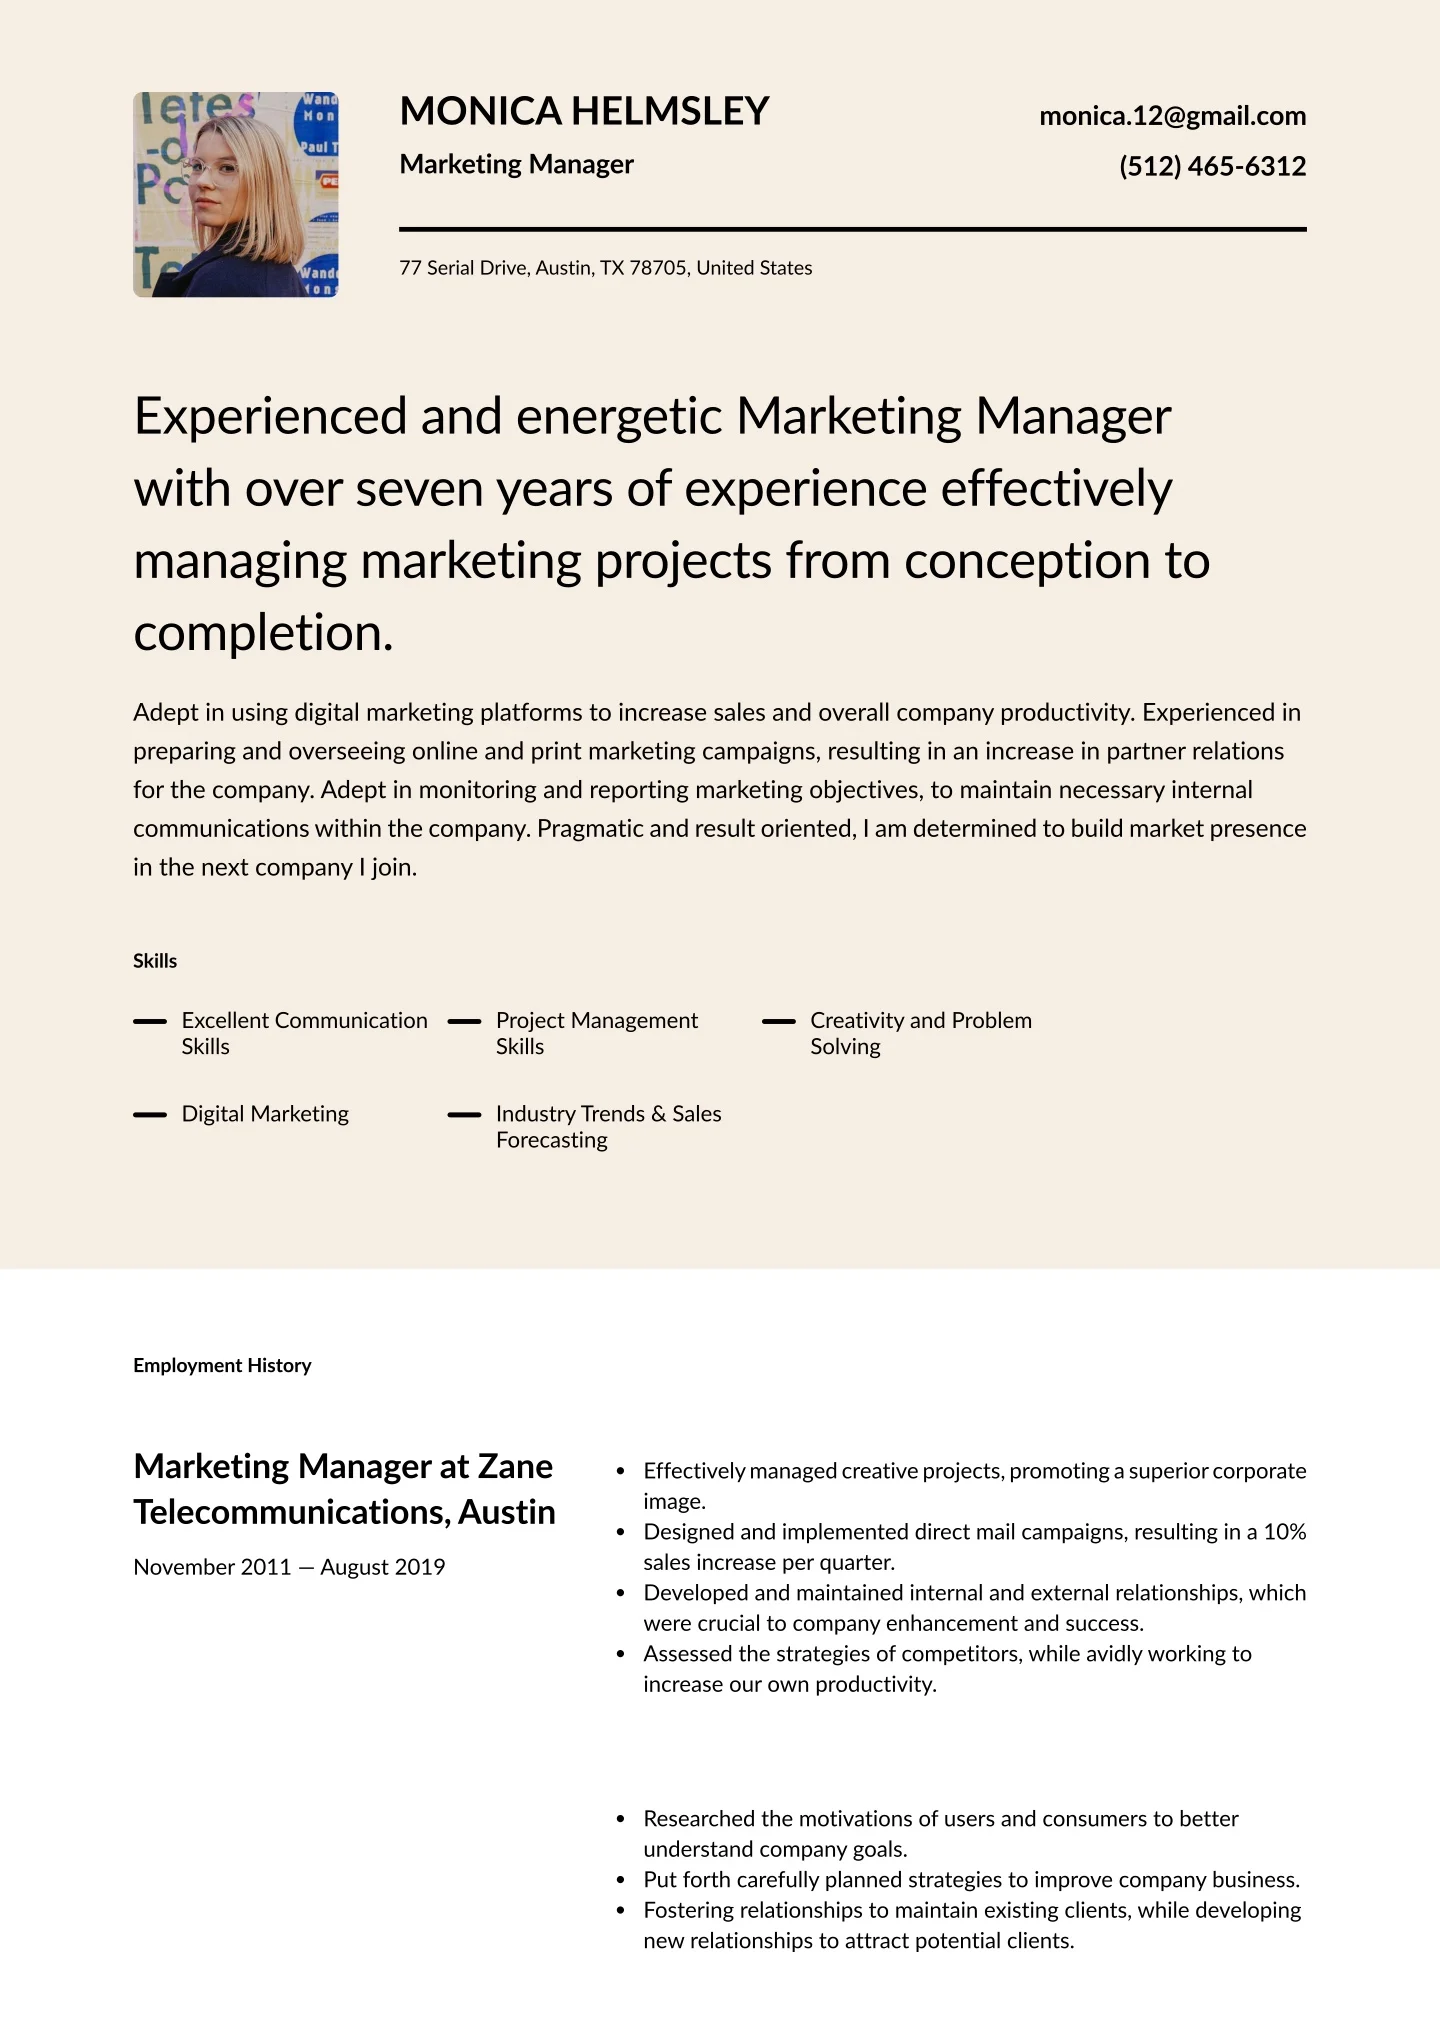 MONICA HELMSLEY
Marketing Manager
monica.12@gmail.com
(512) 465-6312
77 Serial Drive, Austin, TX 78705, United States
Experienced and energetic Marketing Manager
with over seven years of experience effectively
managing marketing projects from conception to
completion.
Adept in using digital marketing platforms to increase sales and overall company productivity. Experienced in
preparing and overseeing online and print marketing campaigns, resulting in an increase in partner relations
for the company. Adept in monitoring and reporting marketing objectives, to maintain necessary internal
communications within the company. Pragmatic and result oriented, I am determined to build market presence
in the next company I join.
Skills
Excellent Communication
Skills
Project Management
Skills
Creativity and Problem
Solving
Digital Marketing
Industry Trends & Sales
Forecasting
Employment History
Marketing Manager at Zane
Telecommunications, Austin
November 2011 — August 2019
• Effectively managed creative projects, promoting a superior corporate
image.
• Designed and implemented direct mail campaigns, resulting in a 10%
sales increase per quarter.
• Developed and maintained internal and external relationships, which
were crucial to company enhancement and success.
• Assessed the strategies of competitors, while avidly working to
increase our own productivity.
• Researched the motivations of users and consumers to better
understand company goals.
• Put forth carefully planned strategies to improve company business.
• Fostering relationships to maintain existing clients, while developing
new relationships to attract potential clients.